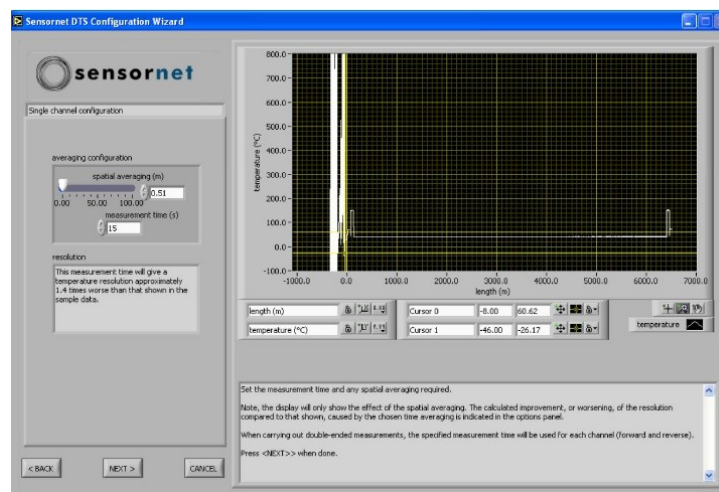 Sensornet DTS Configuration Wizard
sensornet
Single channel configuration
averaging configuration
spatial averaging (m)
0.51
0.00 50.00 100.00
measurement time (s)
15
resolution
This measurement time will give a
temperature resolution approximately
1.4 times worse than that shown in the
sample data.
< BACK
NEXT >
CANCEL
temperature (°C)
800.0
700.0
600.0
500.0
400.0
300.0
200.0
100.0
0.0
-100.0
-1000.0 0.0 1000.0 2000.0 3000.0 4000.0 5000.0 6000.0 7000.0
length (m)
length (m)
temperature (°C)
Cursor 0 -8.00 60.62
Cursor 1 -46.00 -26.17
temperature
Set the measurement time and any spatial averaging required.
Note, the display will only show the effect of the spatial averaging. The calculated improvement, or worsening, of the resolution
compared to that shown, caused by the chosen time averaging is indicated in the options panel.
When carrying out double-ended measurements, the specified measurement time will be used for each channel (forward and reverse).
Press <NEXT>> when done.